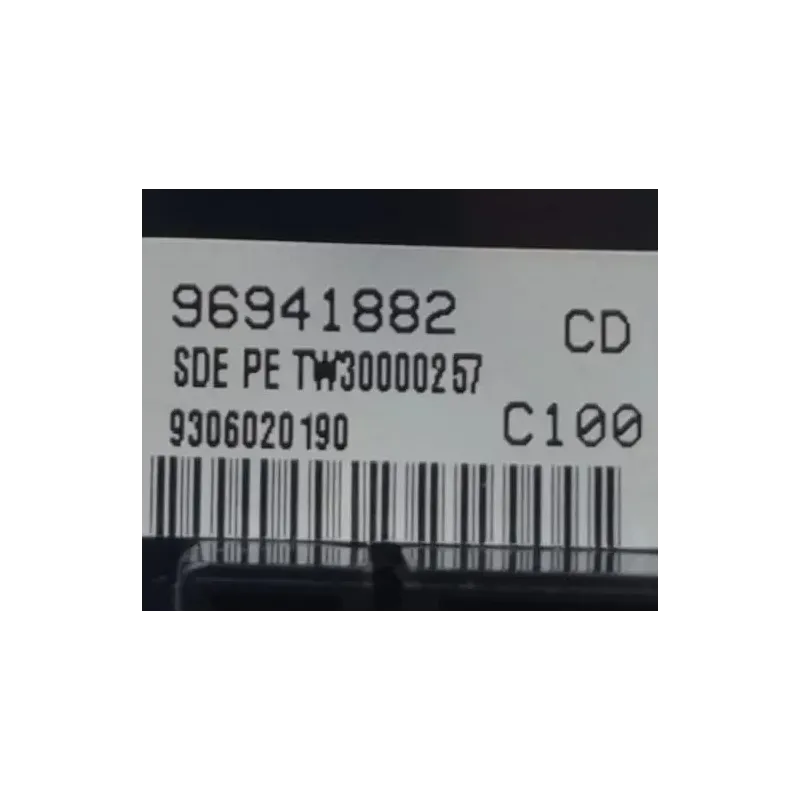 96941882 CD
SDE PE TW30000257
9306020190 C100